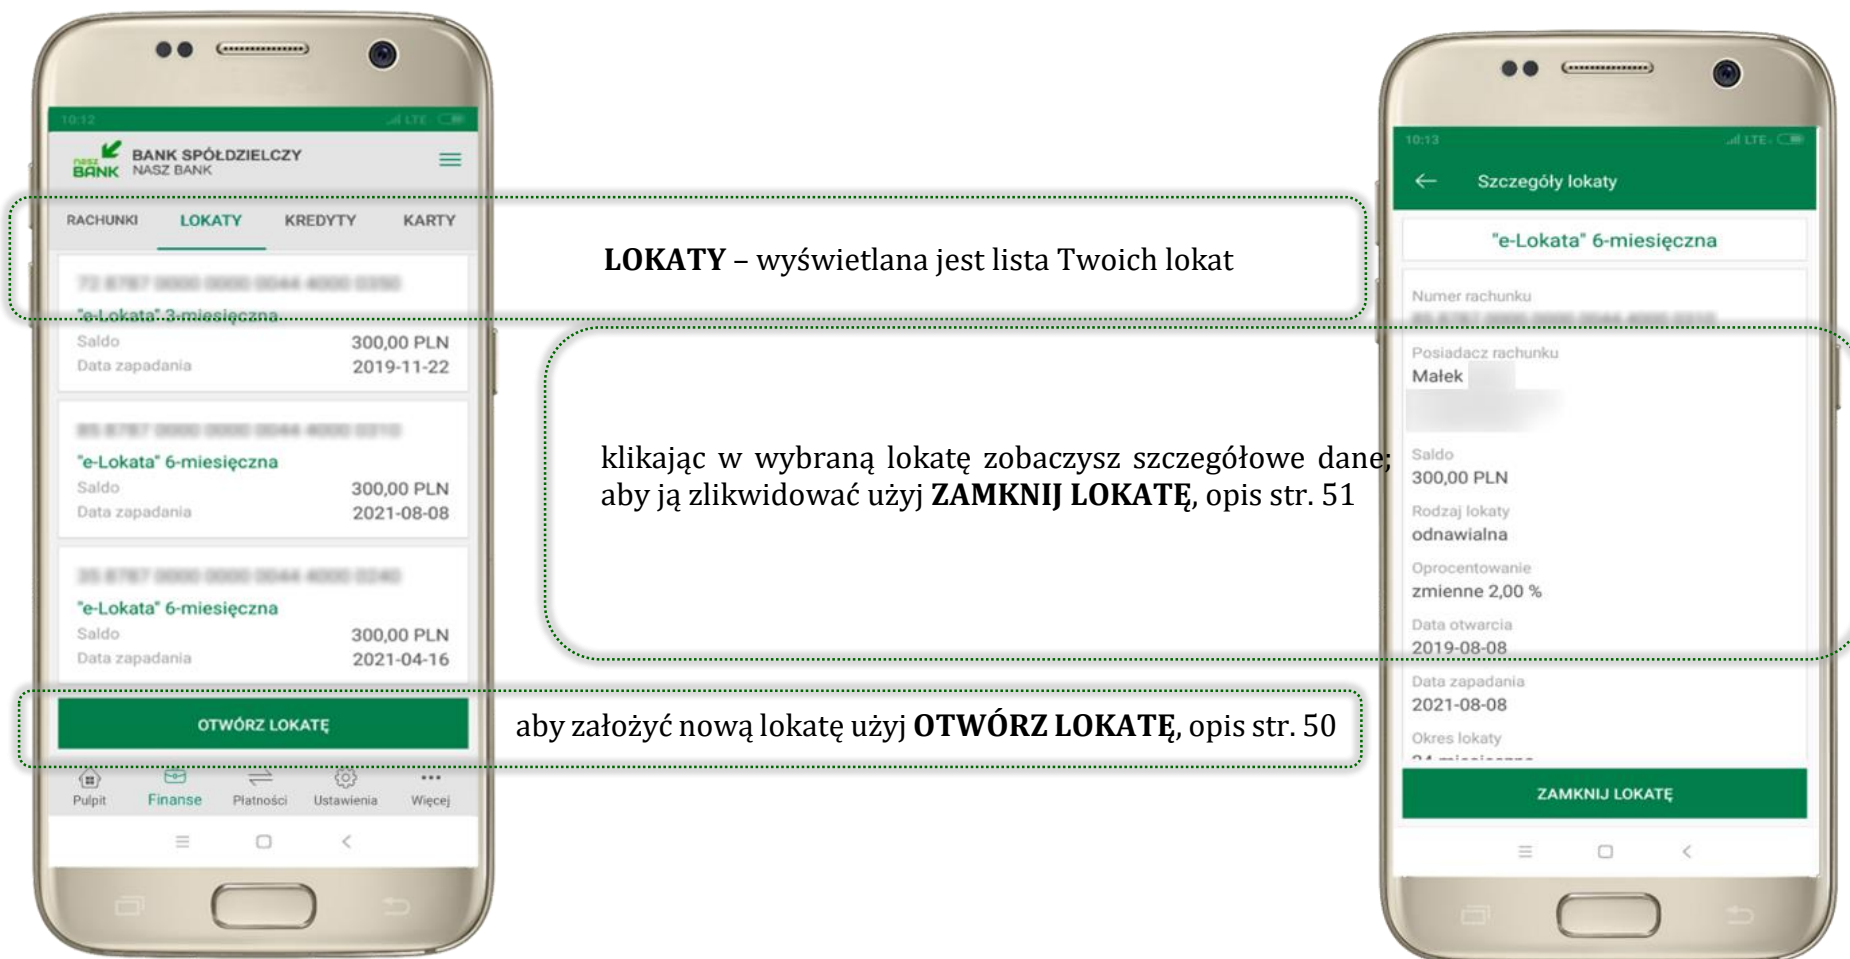 10:12
LTE
nasz
BANK
BANK SPÓŁDZIELCZY
NASZ BANK
RACHUNKI LOKATY KREDYTY KARTY
"e-Lokata" 3-miesięczna
Saldo 300,00 PLN
Data zapadania 2019-11-22
"e-Lokata" 6-miesięczna
Saldo 300,00 PLN
Data zapadania 2021-08-08
"e-Lokata" 6-miesięczna
Saldo 300,00 PLN
Data zapadania 2021-04-16
OTWÓRZ LOKATĘ
Pulpit Finanse Płatności Ustawienia Więcej
LOKATY – wyświetlana jest lista Twoich lokat
klikając w wybraną lokatę zobaczysz szczegółowe dane;
aby ją zlikwidować użyj ZAMKNIJ LOKATĘ, opis str. 51
aby założyć nową lokatę użyj OTWÓRZ LOKATĘ, opis str. 50
10:13
LTE
Szczegóły lokaty
"e-Lokata" 6-miesięczna
Numer rachunku
Posiadacz rachunku
Małek
Saldo
300,00 PLN
Rodzaj lokaty
odnawialna
Oprocentowanie
zmienne 2,00 %
Data otwarcia
2019-08-08
Data zapadania
2021-08-08
Okres lokaty
ZAMKNIJ LOKATĘ